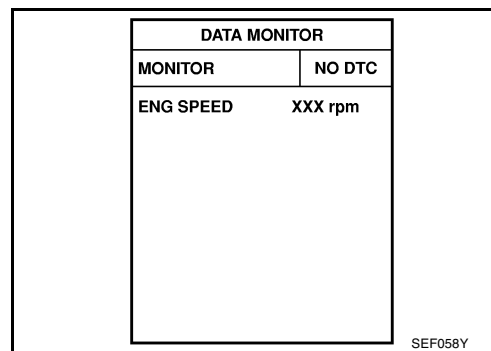 DATA MONITOR
MONITOR NO DTC
ENG SPEED XXX rpm
SEF058Y